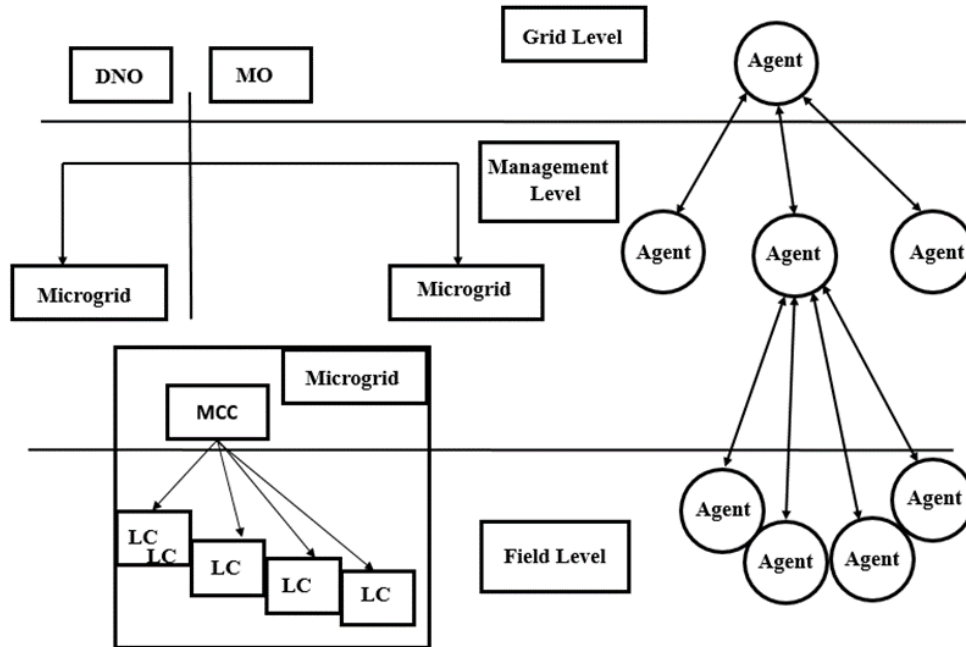 Grid Level
Agent
DNO
MO
Management
Level
Agent
Agent
Agent
Microgrid
Microgrid
Microgrid
MCC
LC
LC
LC
LC
LC
Field Level
Agent
Agent
Agent
Agent